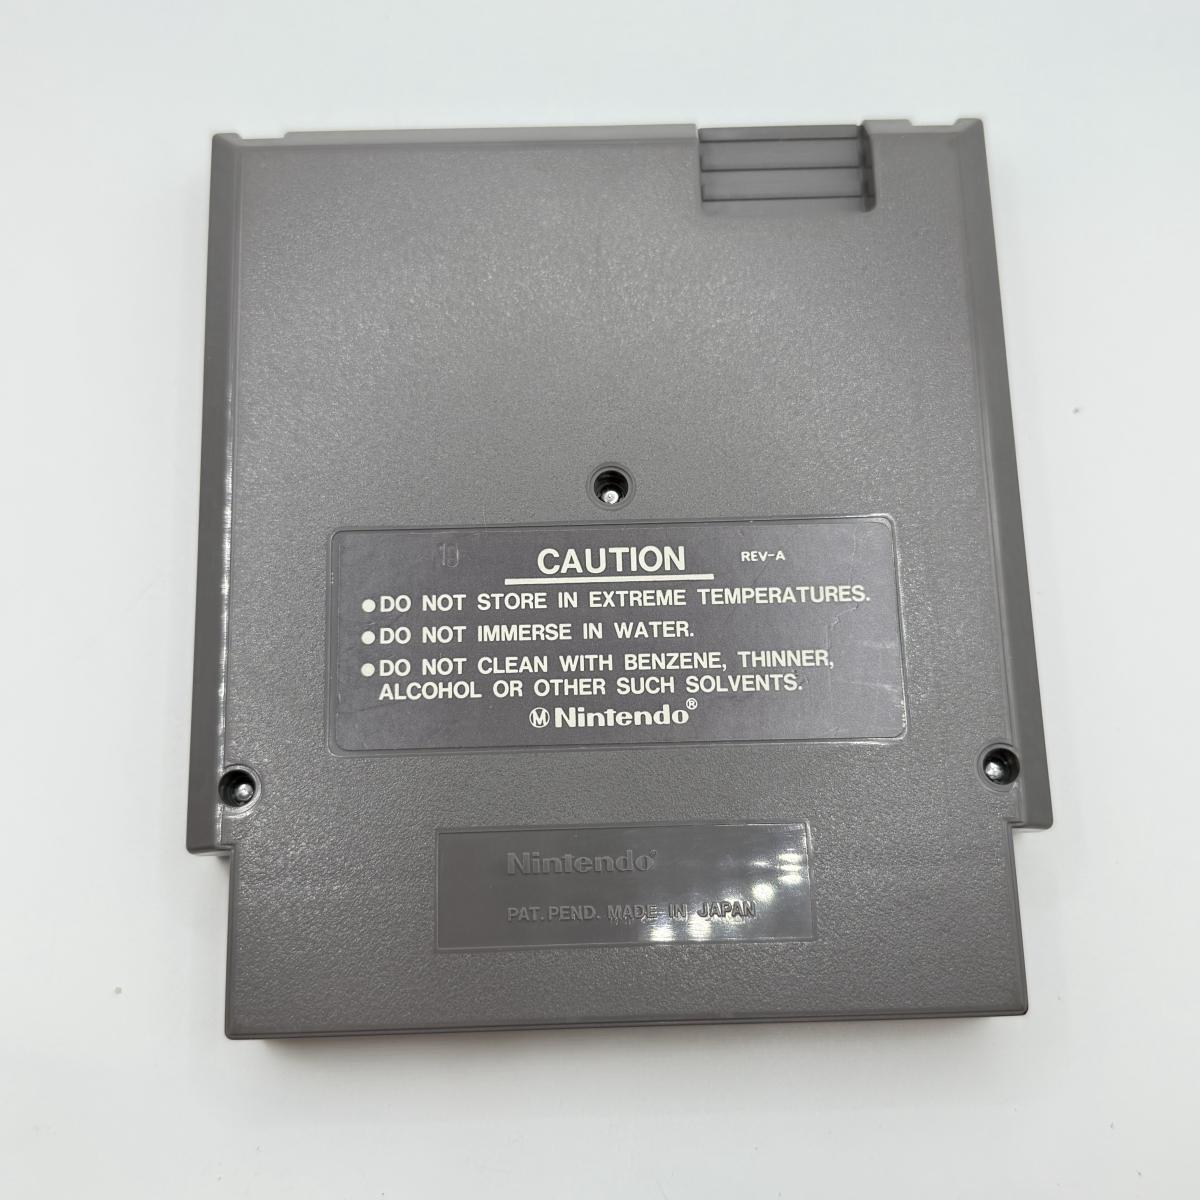 10
CAUTION REV-A
●DO NOT STORE IN EXTREME TEMPERATURES.
●DO NOT IMMERSE IN WATER.
●DO NOT CLEAN WITH BENZENE, THINNER,
ALCOHOL OR OTHER SUCH SOLVENTS.
Ⓜ Nintendo®
Nintendo®
PAT. PEND. MADE IN JAPAN